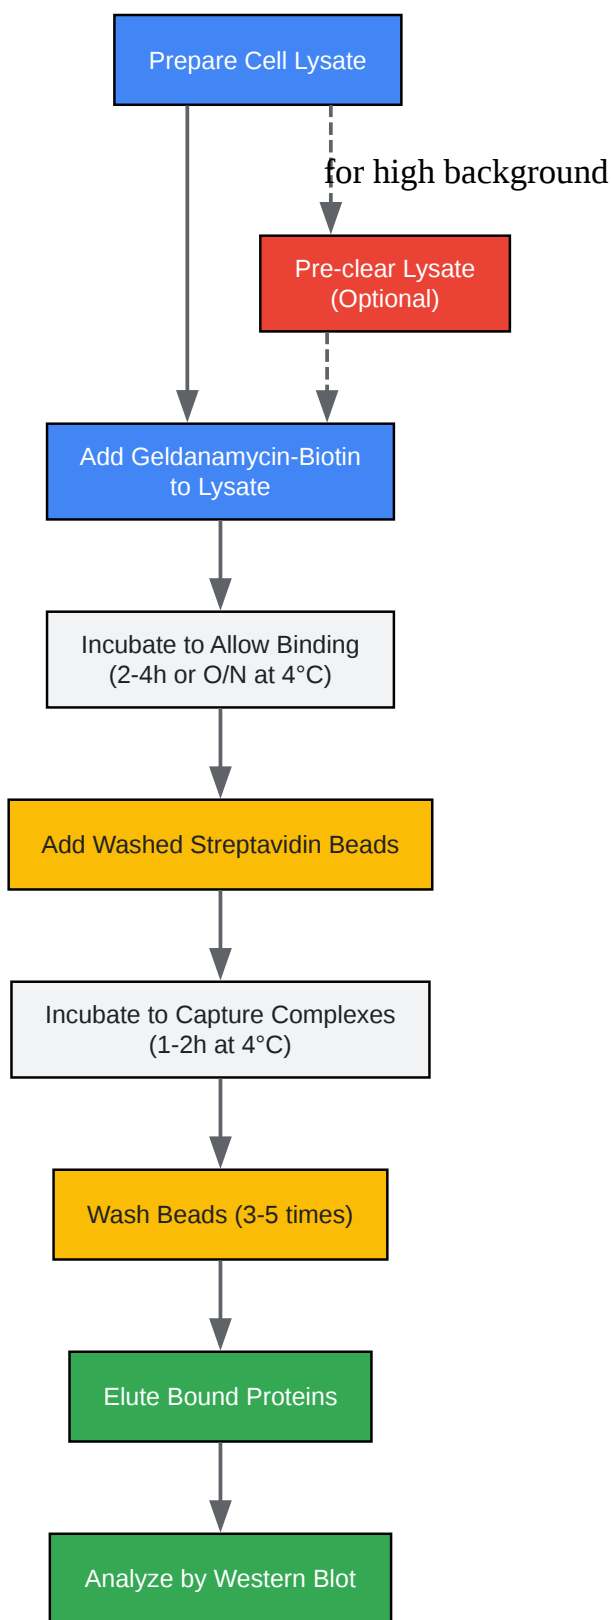 Prepare Cell Lysate
for high background
Pre-clear Lysate
(Optional)
Add Geldanamycin-Biotin
to Lysate
Incubate to Allow Binding
(2-4h or O/N at 4°C)
Add Washed Streptavidin Beads
Incubate to Capture Complexes
(1-2h at 4°C)
Wash Beads (3-5 times)
Elute Bound Proteins
Analyze by Western Blot